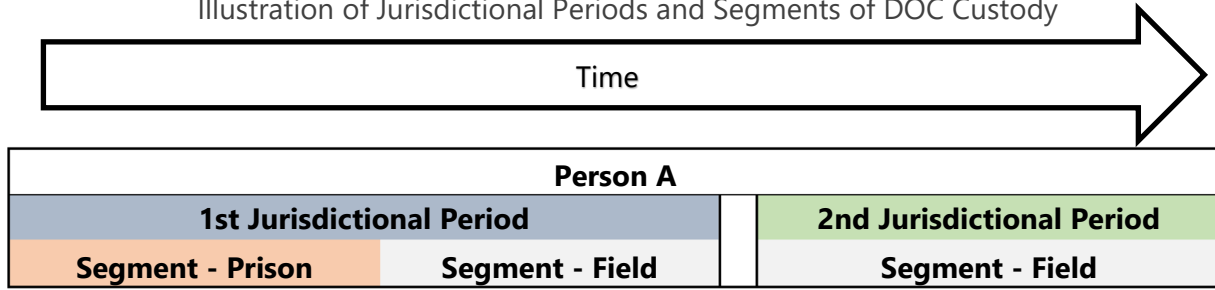 Illustration of Jurisdictional Periods and Segments of DOC Custody
Time
Person A
1st Jurisdictional Period 2nd Jurisdictional Period
Segment - Prison Segment - Field Segment - Field